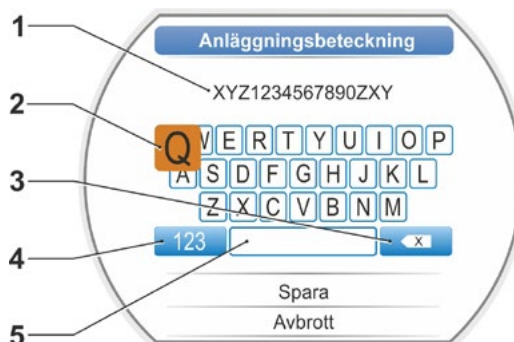 1
Anläggningsbeteckning
2
XYZ1234567890ZXY
Q W E R T Y U I O P
A S D F G H J K L
3
Z X C V B N M
123 X
4
Spara
5
Avbrott